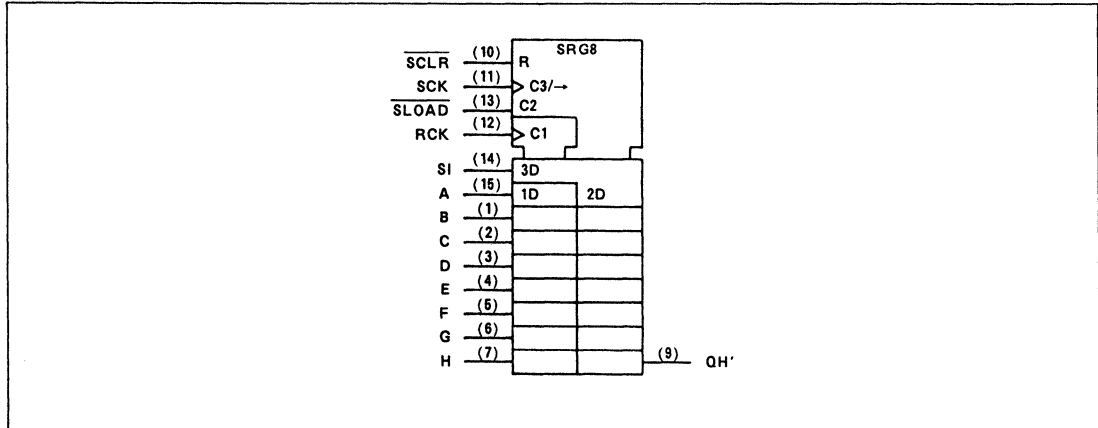 SRG8
SCLR (10) R
SCK (11) C3/→
SLOAD (13) C2
RCK (12) C1
SI (14) 3D
A (15) 1D 2D
B (1)
C (2)
D (3)
E (4)
F (5)
G (6)
H (7) (9) QH'